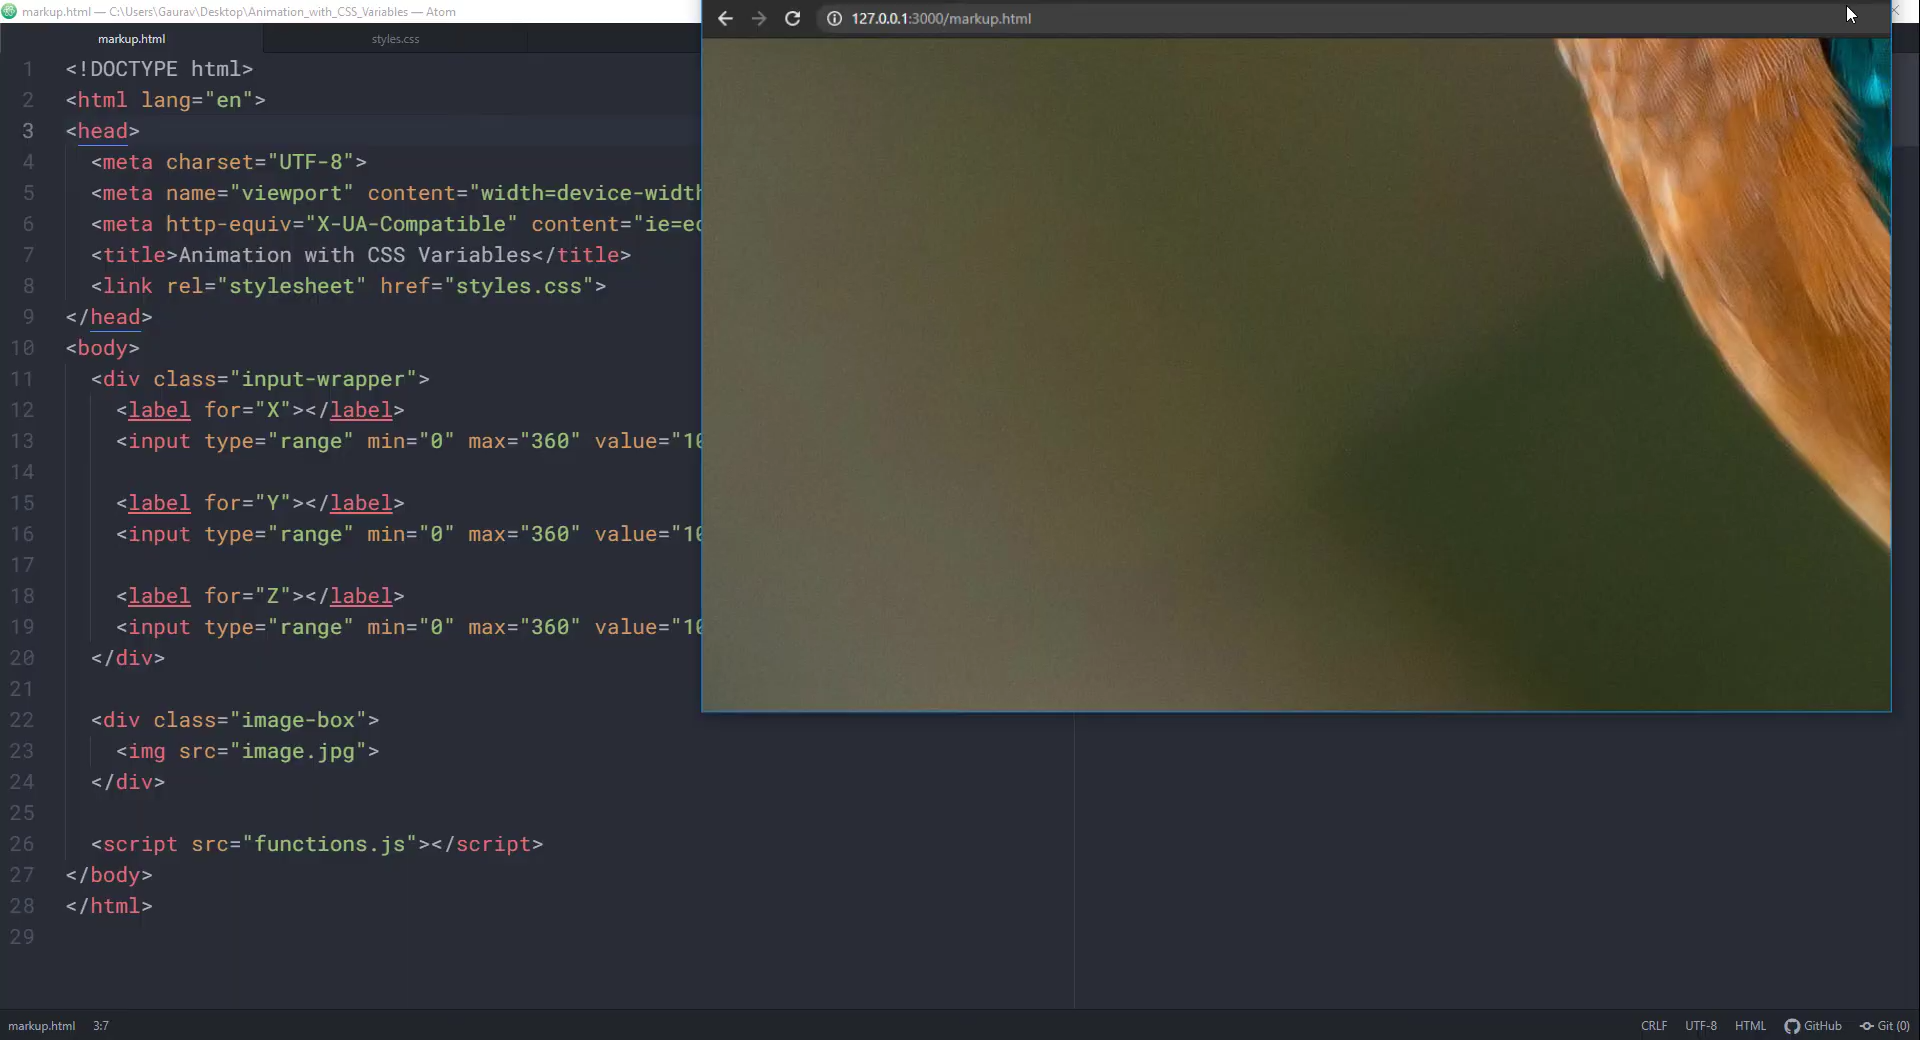 markup.html — C:\Users\Gaurav\Desktop\Animation_with_CSS_Variables — Atom
127.0.0.1:3000/markup.html
markup.html
styles.css
1 <!DOCTYPE html>
2 <html lang="en">
3 <head>
4 <meta charset="UTF-8">
5 <meta name="viewport" content="width=device-width
6 <meta http-equiv="X-UA-Compatible" content="ie=ed
7 <title>Animation with CSS Variables</title>
8 <link rel="stylesheet" href="styles.css">
9 </head>
10 <body>
11 <div class="input-wrapper">
12 <label for="X"></label>
13 <input type="range" min="0" max="360" value="10
14
15 <label for="Y"></label>
16 <input type="range" min="0" max="360" value="10
17
18 <label for="Z"></label>
19 <input type="range" min="0" max="360" value="10
20 </div>
21
22 <div class="image-box">
23 <img src="image.jpg">
24 </div>
25
26 <script src="functions.js"></script>
27 </body>
28 </html>
29
markup.html 3:7
CRLF UTF-8 HTML GitHub Git (0)